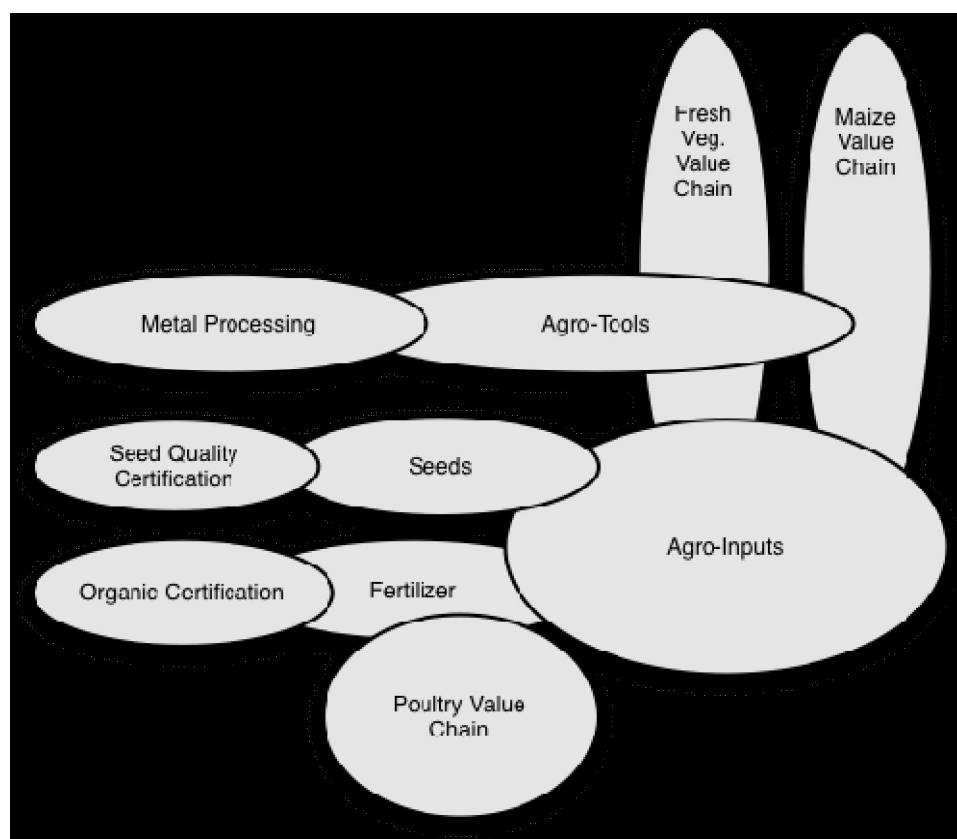 Fresh
Veg.
Value
Chain
Maize
Value
Chain
Metal Processing
Agro-Tools
Seed Quality
Certification
Seeds
Agro-Inputs
Organic Certification
Fertilizer
Poultry Value
Chain